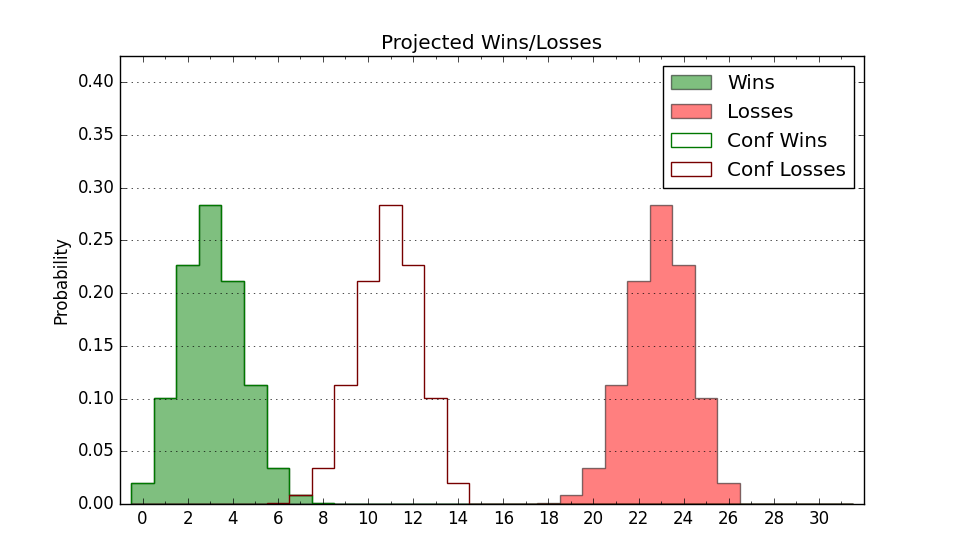 Projected Wins/Losses
0.40
0.35
0.30
0.25
0.20
0.15
0.10
0.05
0.00
Probability
Wins
Losses
Conf Wins
Conf Losses
0 2 4 6 8 10 12 14 16 18 20 22 24 26 28 30